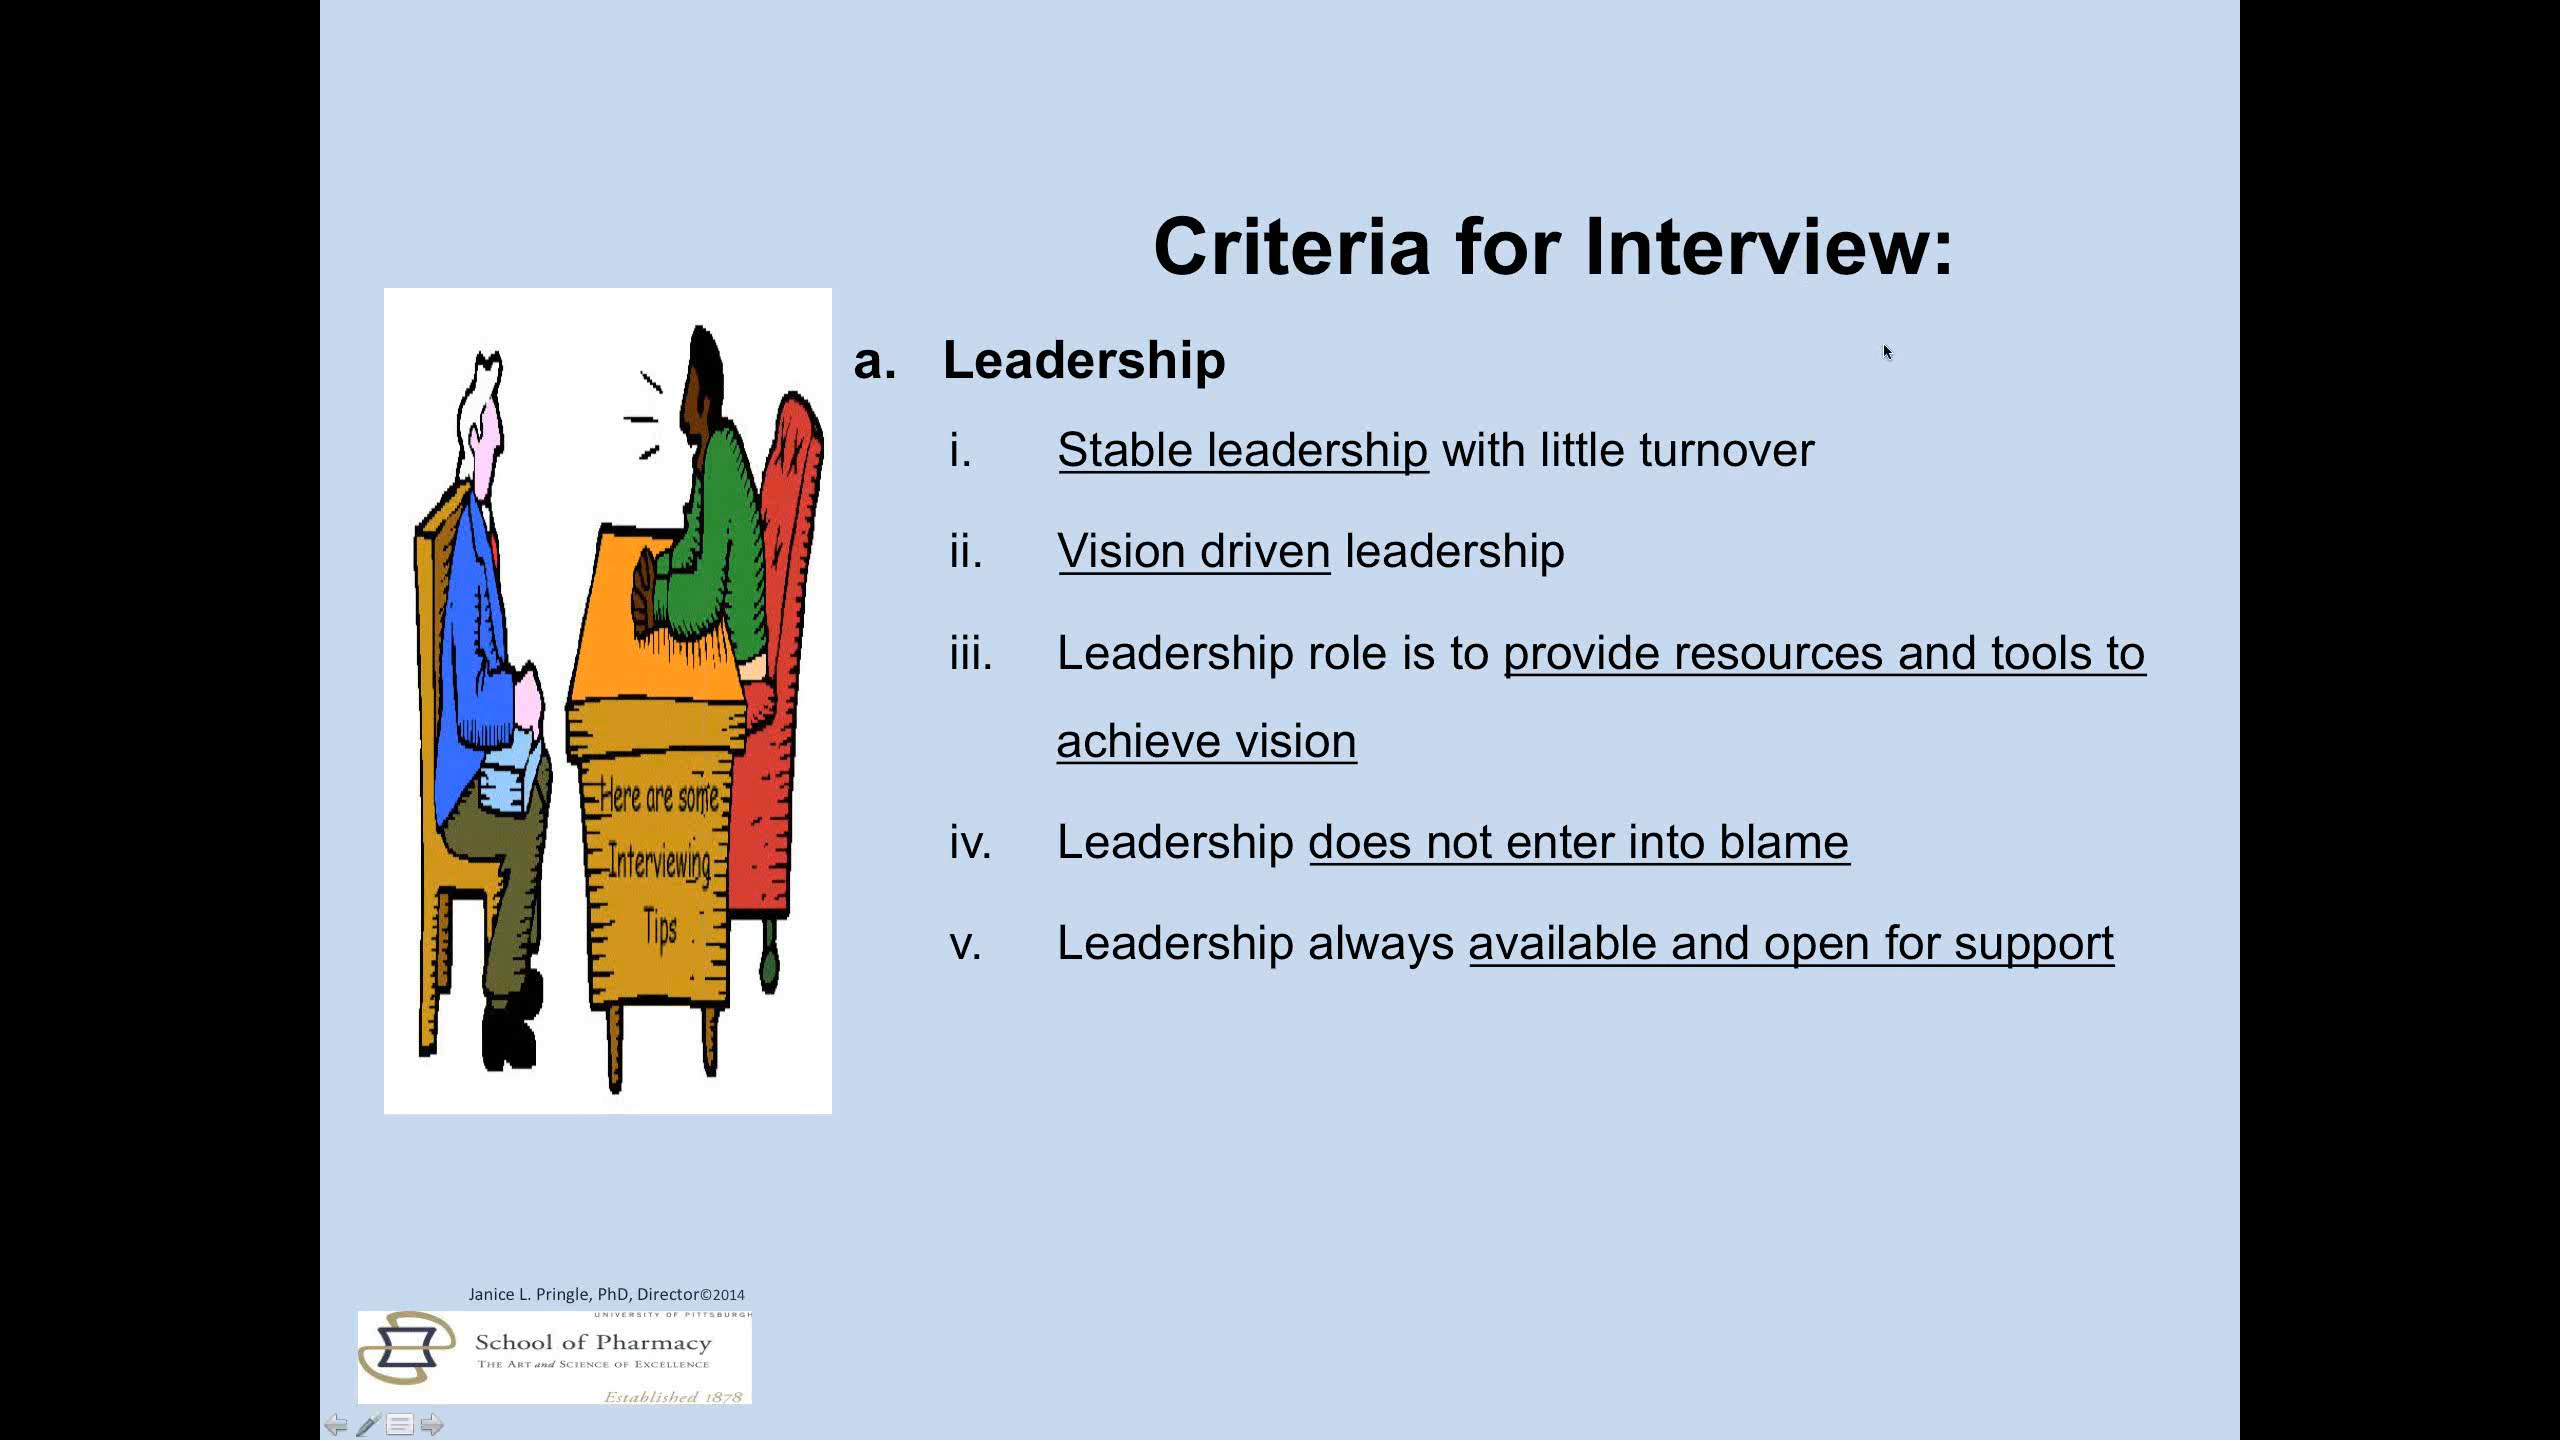 Criteria for Interview:
a. Leadership
i. Stable leadership with little turnover
ii. Vision driven leadership
iii. Leadership role is to provide resources and tools to
achieve vision
iv. Leadership does not enter into blame
v. Leadership always available and open for support
Here are some
Interviewing
Tips
Janice L. Pringle, PhD, Director©2014
UNIVERSITY OF PITTSBURGH
School of Pharmacy
THE ART and SCIENCE OF EXCELLENCE
Established 1878